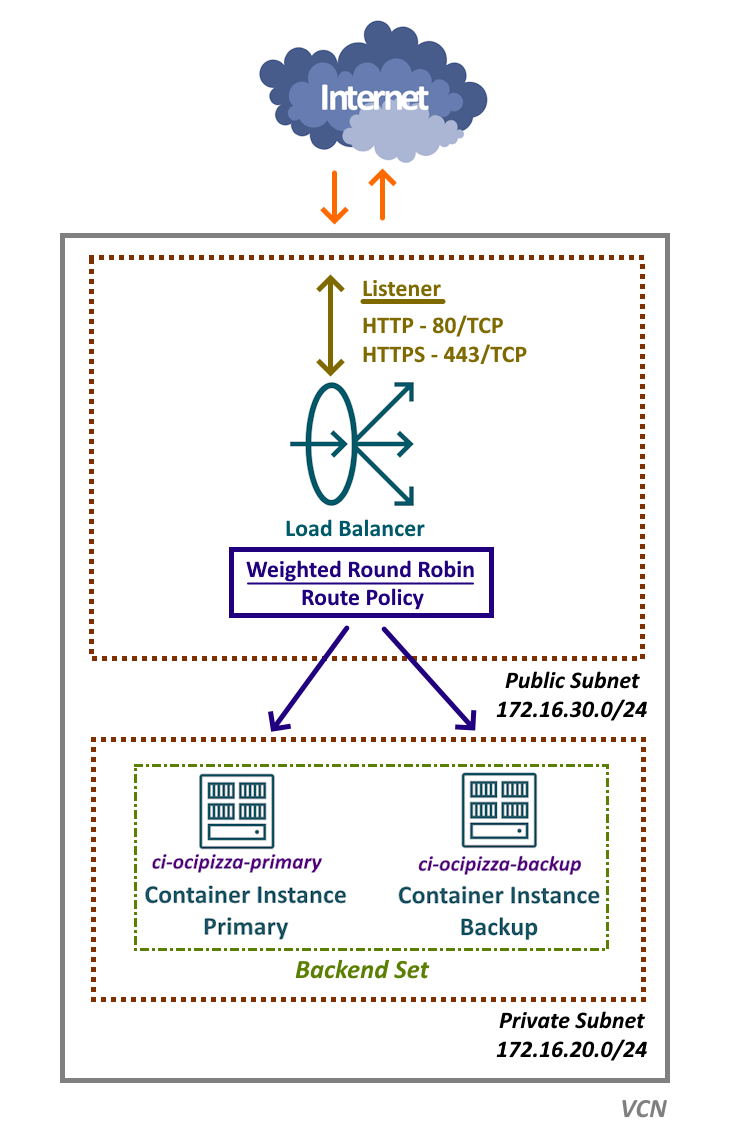 Internet
Listener
HTTP - 80/TCP
HTTPS - 443/TCP
Load Balancer
Weighted Round Robin
Route Policy
Public Subnet
172.16.30.0/24
ci-ocipizza-primary
Container Instance
Primary
ci-ocipizza-backup
Container Instance
Backup
Backend Set
Private Subnet
172.16.20.0/24
VCN